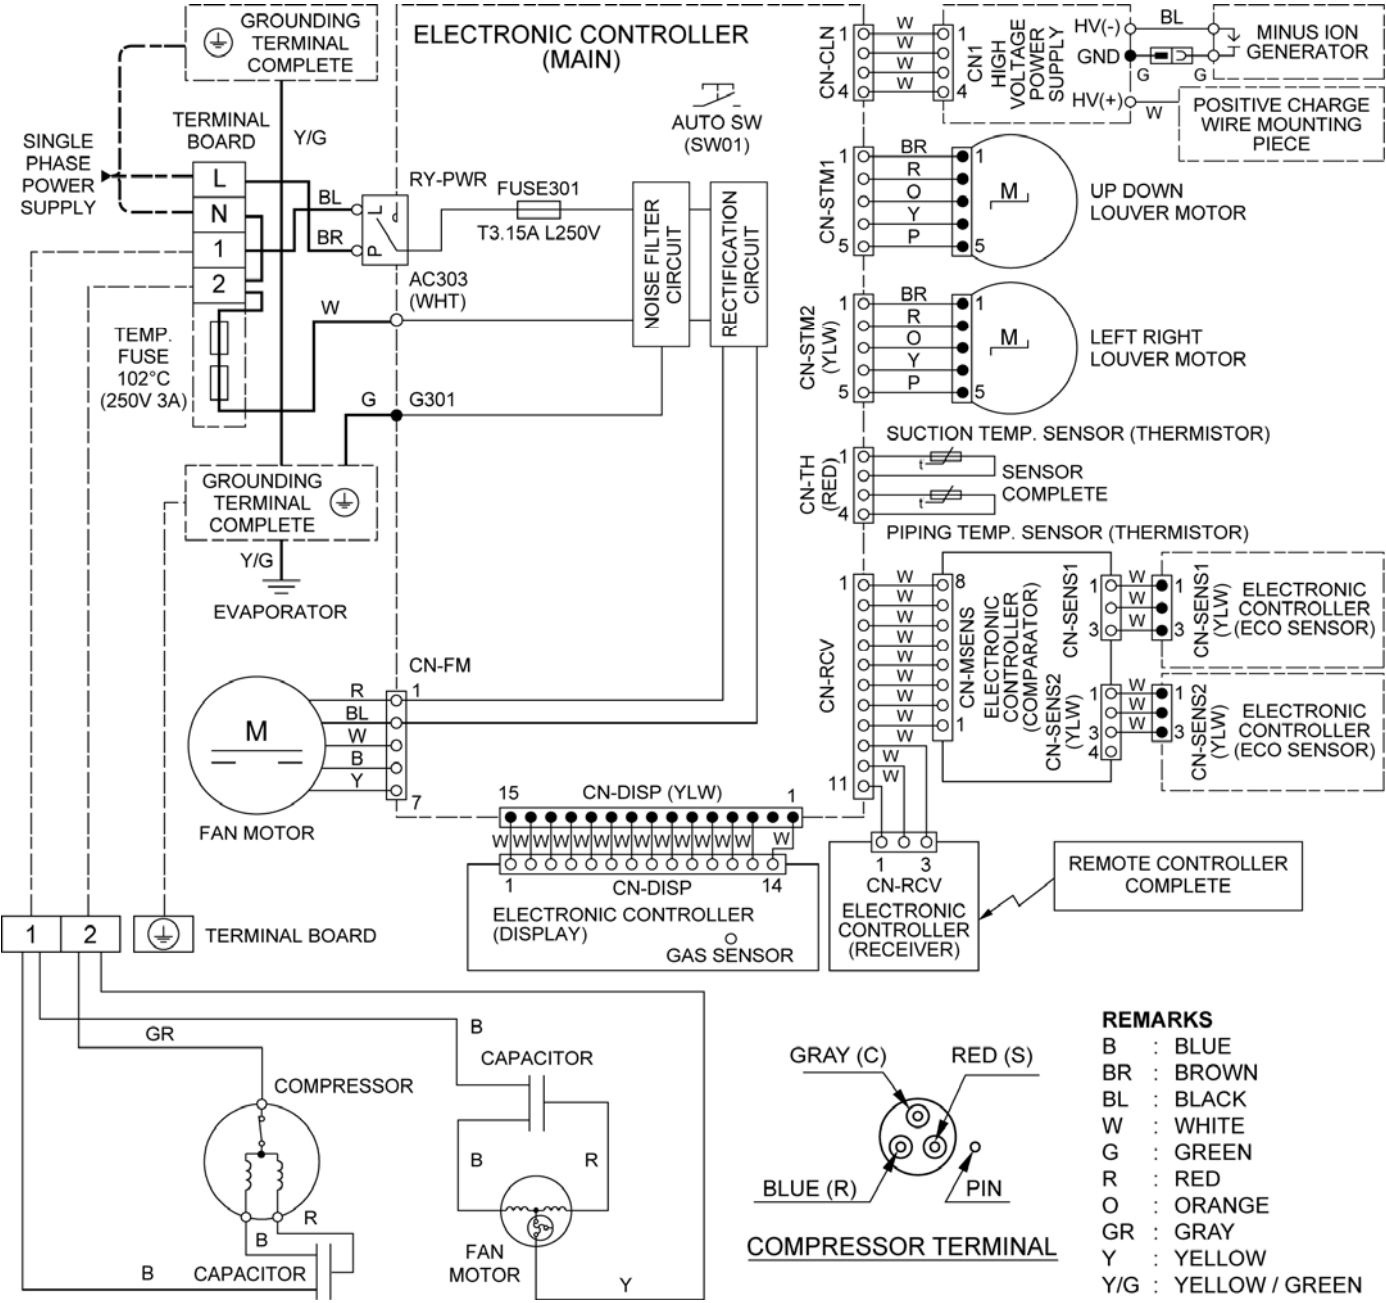 GROUNDING
TERMINAL
COMPLETE
ELECTRONIC CONTROLLER
(MAIN)
AUTO SW
(SW01)
SINGLE
PHASE
POWER
SUPPLY
TERMINAL
BOARD
Y/G
L
N
1
2
BL
BR
L
P
RY-PWR
FUSE301
T3.15A L250V
NOISE FILTER
CIRCUIT
RECTIFICATION
CIRCUIT
AC303
(WHT)
W
TEMP.
FUSE
102°C
(250V 3A)
G
G301
GROUNDING
TERMINAL
COMPLETE
Y/G
EVAPORATOR
CN-FM
R
BL
W
B
Y
1
7
M
FAN MOTOR
CN-CLN
1
4
W
W
W
W
1
4
CN1
HIGH
VOLTAGE
POWER
SUPPLY
HV(-)
GND
HV(+)
BL
G
G
W
MINUS ION
GENERATOR
POSITIVE CHARGE
WIRE MOUNTING
PIECE
CN-STM1
1
5
BR
R
O
Y
P
1
5
M
UP DOWN
LOUVER MOTOR
CN-STM2
(YLW)
1
5
BR
R
O
Y
P
1
5
M
LEFT RIGHT
LOUVER MOTOR
SUCTION TEMP. SENSOR (THERMISTOR)
CN-TH
(RED)
1
4
t
t
SENSOR
COMPLETE
PIPING TEMP. SENSOR (THERMISTOR)
CN-RCV
1
11
W
W
W
W
W
W
W
W
W
W
8
1
CN-MSENS
ELECTRONIC
CONTROLLER
(COMPARATOR)
CN-SENS1
1
3
W
W
W
1
3
CN-SENS1
(YLW)
ELECTRONIC
CONTROLLER
(ECO SENSOR)
CN-SENS2
(YLW)
1
3
4
W
W
W
1
3
CN-SENS2
(YLW)
ELECTRONIC
CONTROLLER
(ECO SENSOR)
15
CN-DISP (YLW)
1
W W W W W W W W W W W W W W
1
CN-DISP
14
ELECTRONIC CONTROLLER
(DISPLAY)
GAS SENSOR
1
3
CN-RCV
ELECTRONIC
CONTROLLER
(RECEIVER)
REMOTE CONTROLLER
COMPLETE
1
2
TERMINAL BOARD
GR
COMPRESSOR
R
B
B
CAPACITOR
B
CAPACITOR
B
R
FAN
MOTOR
Y
GRAY (C)
RED (S)
BLUE (R)
PIN
COMPRESSOR TERMINAL
REMARKS
B : BLUE
BR : BROWN
BL : BLACK
W : WHITE
G : GREEN
R : RED
O : ORANGE
GR : GRAY
Y : YELLOW
Y/G : YELLOW / GREEN